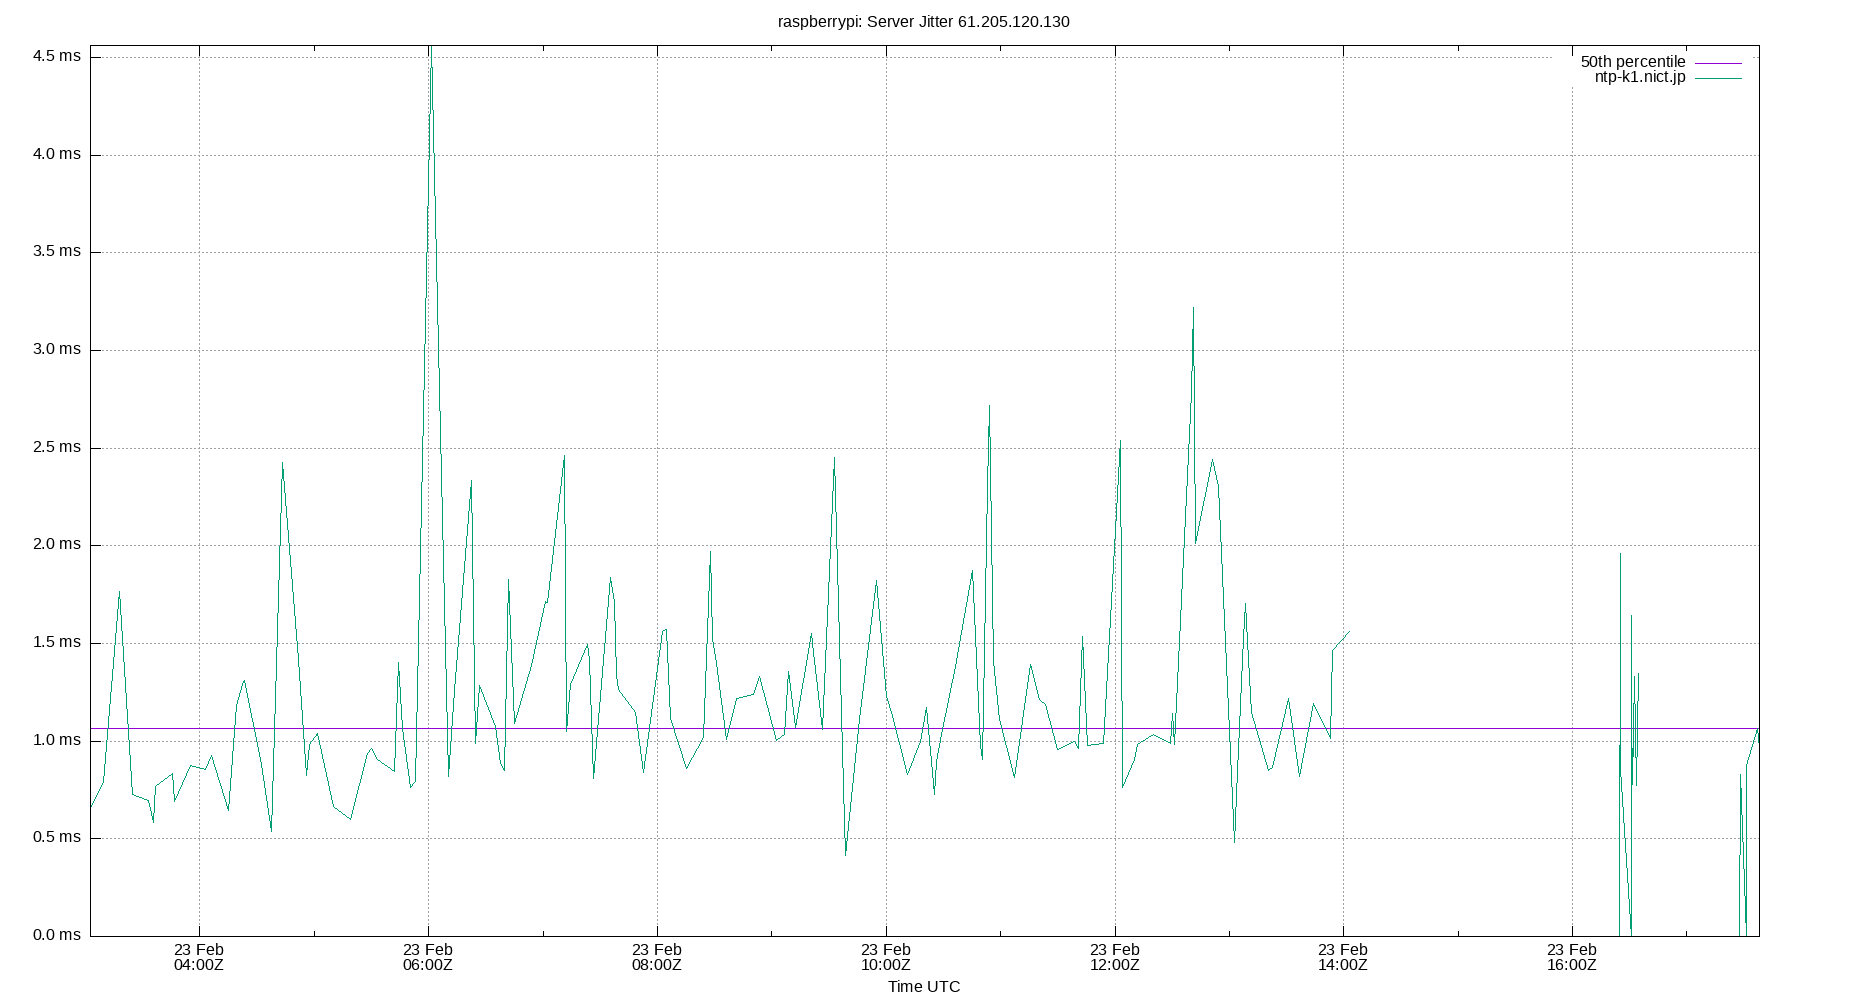 raspberrypi: Server Jitter 61.205.120.130
4.5 ms
4.0 ms
3.5 ms
3.0 ms
2.5 ms
2.0 ms
1.5 ms
1.0 ms
0.5 ms
0.0 ms
50th percentile
ntp-k1.nict.jp
23 Feb 23 Feb 23 Feb 23 Feb 23 Feb 23 Feb 23 Feb
04:00Z 06:00Z 08:00Z 10:00Z 12:00Z 14:00Z 16:00Z
Time UTC